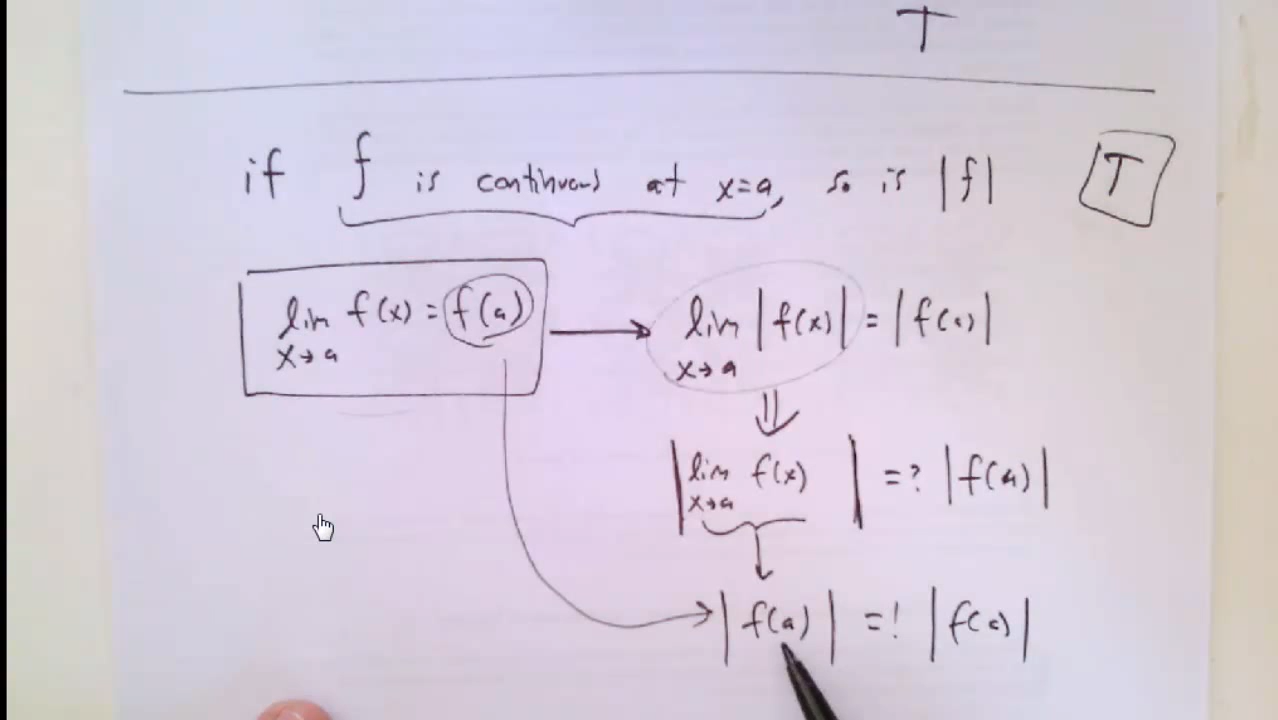 T
if f is continuous at x=a, so is |f| T
lim f(x) = f(a) → lim |f(x)| = |f(a)|
x→a x→a
⇓
|lim f(x)| =? |f(a)|
x→a
|f(a)| =! |f(a)|